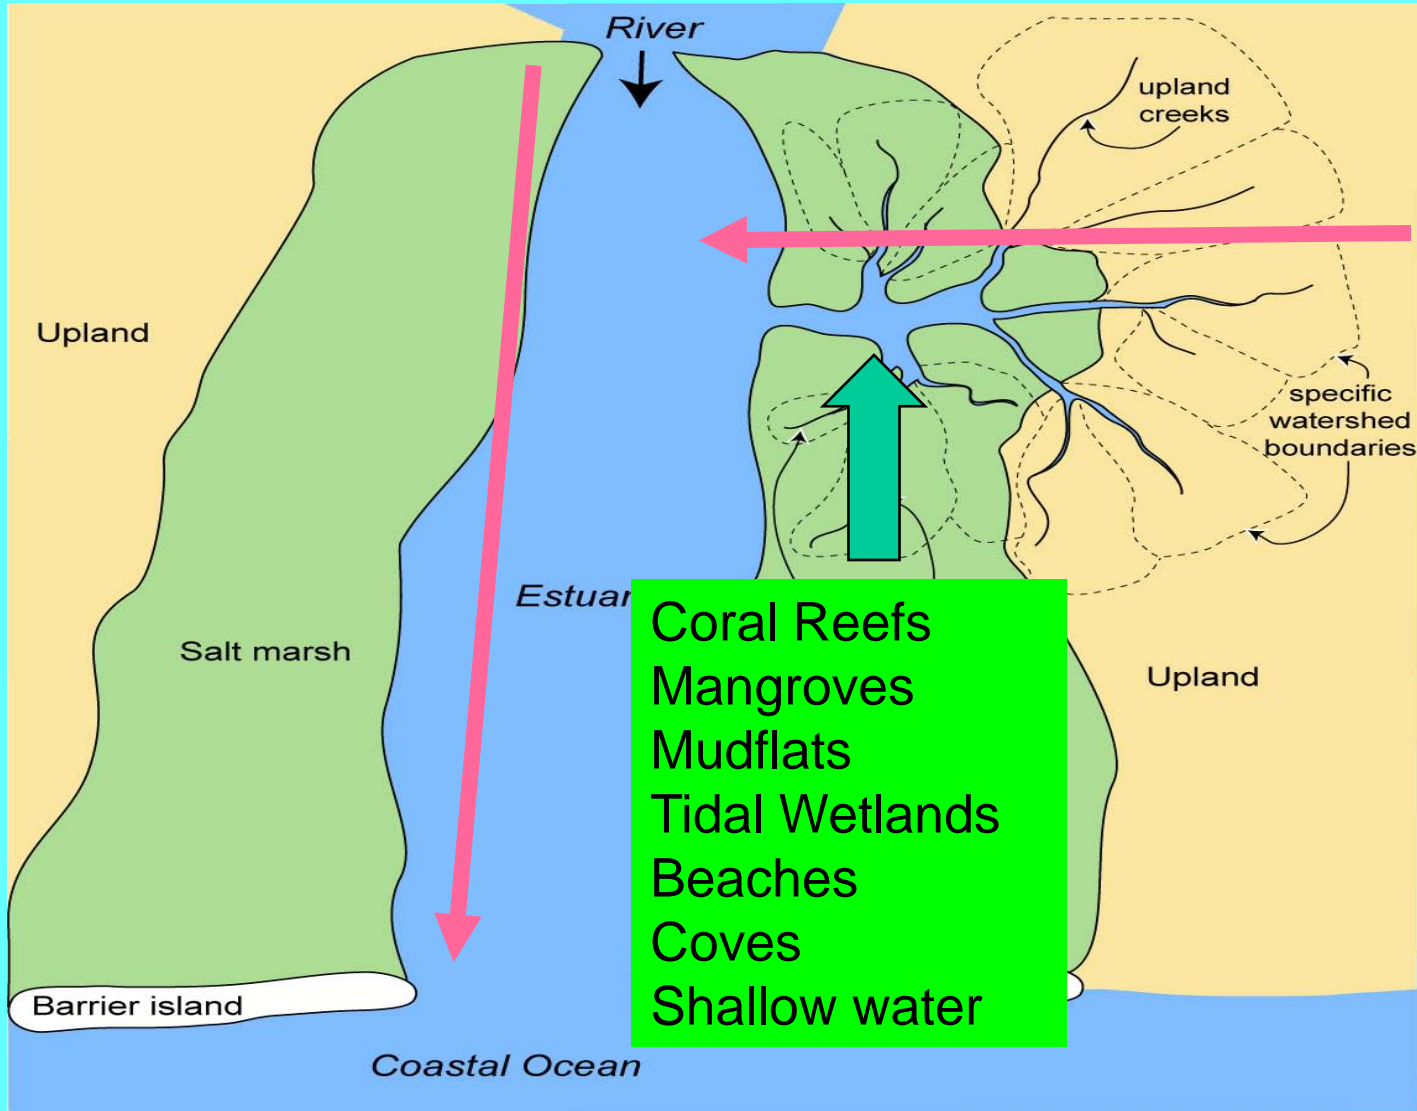 River
upland
creeks
Upland
specific
watershed
boundaries
Estuar
Salt marsh
Upland
Coral Reefs
Mangroves
Mudflats
Tidal Wetlands
Beaches
Coves
Shallow water
Barrier island
Coastal Ocean